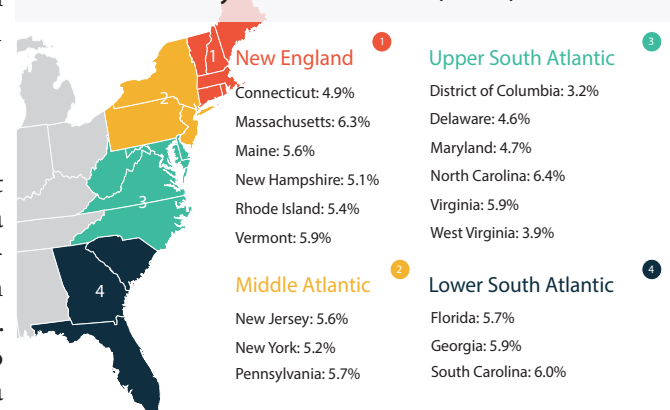 1
New England
Connecticut: 4.9%
Massachusetts: 6.3%
Maine: 5.6%
New Hampshire: 5.1%
Rhode Island: 5.4%
Vermont: 5.9%
3
Upper South Atlantic
District of Columbia: 3.2%
Delaware: 4.6%
Maryland: 4.7%
North Carolina: 6.4%
Virginia: 5.9%
West Virginia: 3.9%
2
Middle Atlantic
New Jersey: 5.6%
New York: 5.2%
Pennsylvania: 5.7%
4
Lower South Atlantic
Florida: 5.7%
Georgia: 5.9%
South Carolina: 6.0%
1
2
3
4